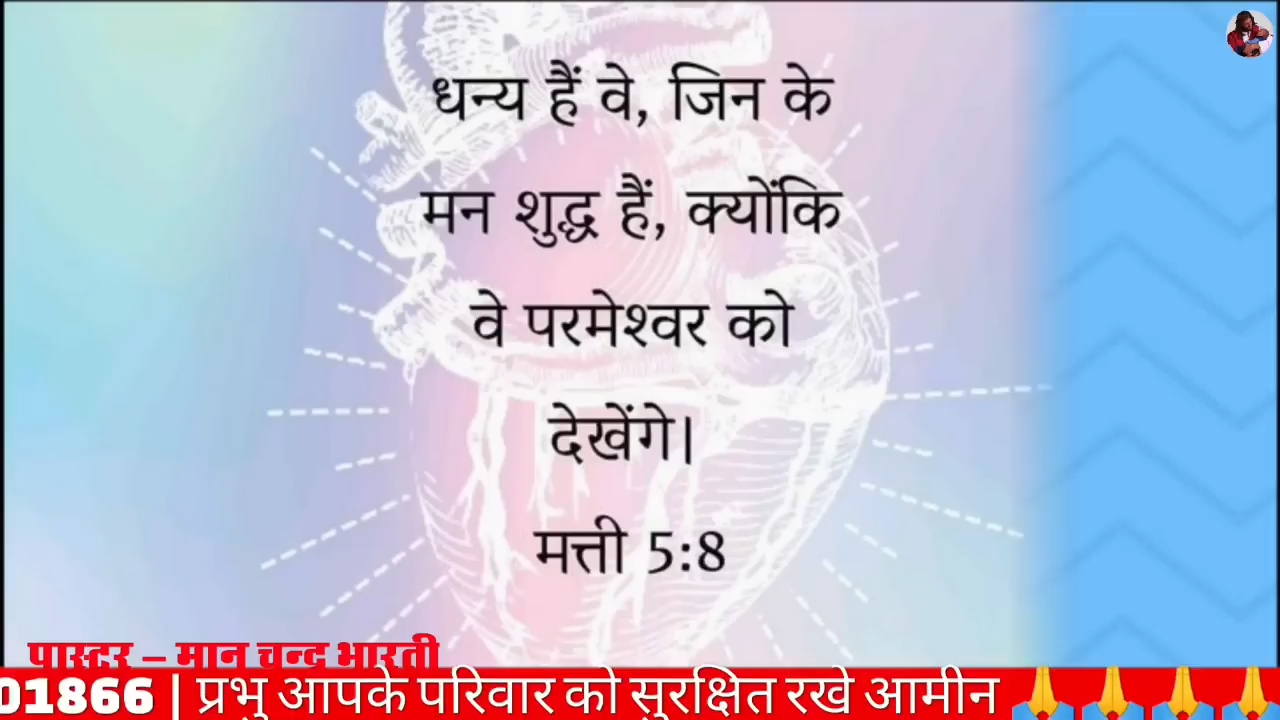 धन्य हैं वे, जिन के
मन शुद्ध हैं, क्योंकि
वे परमेश्वर को
देखेंगे।
मत्ती 5:8
पास्टर – मान चन्द्र भारती
01866 | प्रभु आपके परिवार को सुरक्षित रखे आमीन 🙏🙏🙏🙏